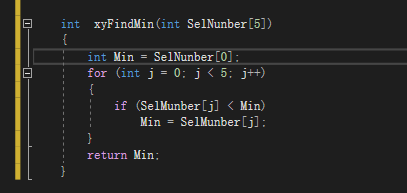 int xyFindMin(int SelNunber[5])
{
int Min = SelNunber[0];
for (int j = 0; j < 5; j++)
{
if (SelMunber[j] < Min)
Min = SelMunber[j];
}
return Min;
}